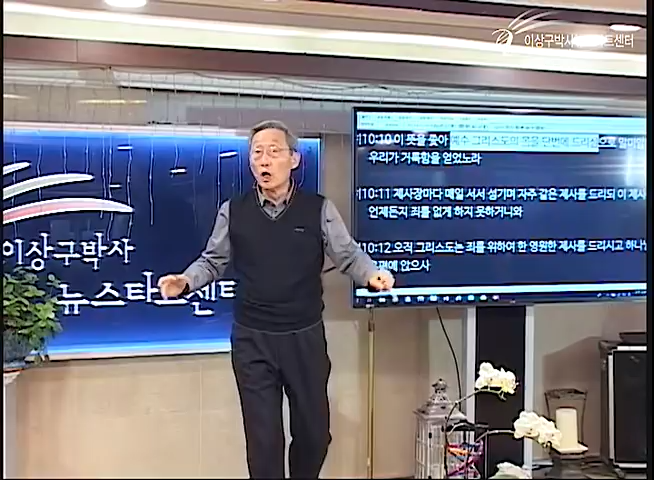 이상구박사뉴스타트센터
10:10 이 뜻을 좇아 예수 그리스도의 몸을 단번에 드리심으로 말미암
우리가 거룩함을 얻었노라
10:11 제사장마다 매일 서서 섬기며 자주 같은 제사를 드리되 이 제사
언제든지 죄를 없게 하지 못하거니와
10:12 오직 그리스도는 죄를 위하여 한 영원한 제사를 드리시고 하나님
우편에 앉으사
이상구박사
뉴스타트센터